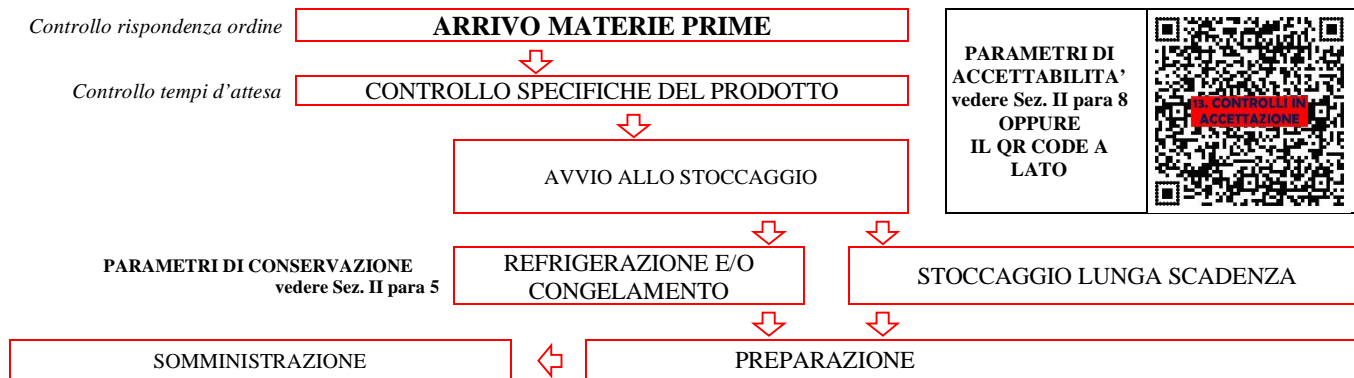 Controllo rispondenza ordine
ARRIVO MATERIE PRIME
Controllo tempi d'attesa
CONTROLLO SPECIFICHE DEL PRODOTTO
PARAMETRI DI
ACCETTABILITA'
vedere Sez. II para 8
OPPURE
IL QR CODE A
LATO
13. CONTROLLI IN
ACCETTAZIONE
AVVIO ALLO STOCCAGGIO
PARAMETRI DI CONSERVAZIONE
vedere Sez. II para 5
REFRIGERAZIONE E/O
CONGELAMENTO
STOCCAGGIO LUNGA SCADENZA
SOMMINISTRAZIONE
PREPARAZIONE